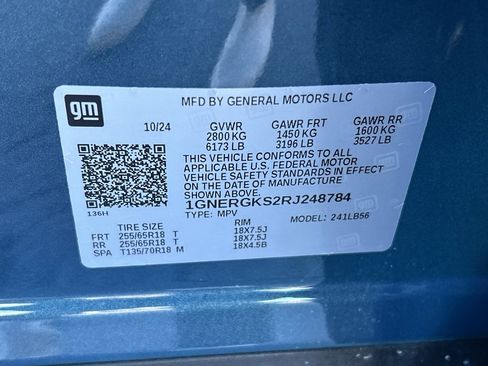 gm
MFD BY GENERAL MOTORS LLC
10/24 GVWR GAWR FRT GAWR RR
2800 KG 1450 KG 1600 KG
6173 LB 3196 LB 3527 LB
THIS VEHICLE CONFORMS TO ALL
APPLICABLE U.S. FEDERAL MOTOR
VEHICLE SAFETY STANDARDS IN EFFECT
ON THE DATE OF MANUFACTURE
SHOWN ABOVE.
1GNERGKS2RJ248784
136H
TYPE: MPV MODEL: 241LB56
TIRE SIZE RIM
FRT 255/65R18 T 18X7.5J
RR 255/65R18 T 18X7.5J
SPA T135/70R18 M 18X4.5B